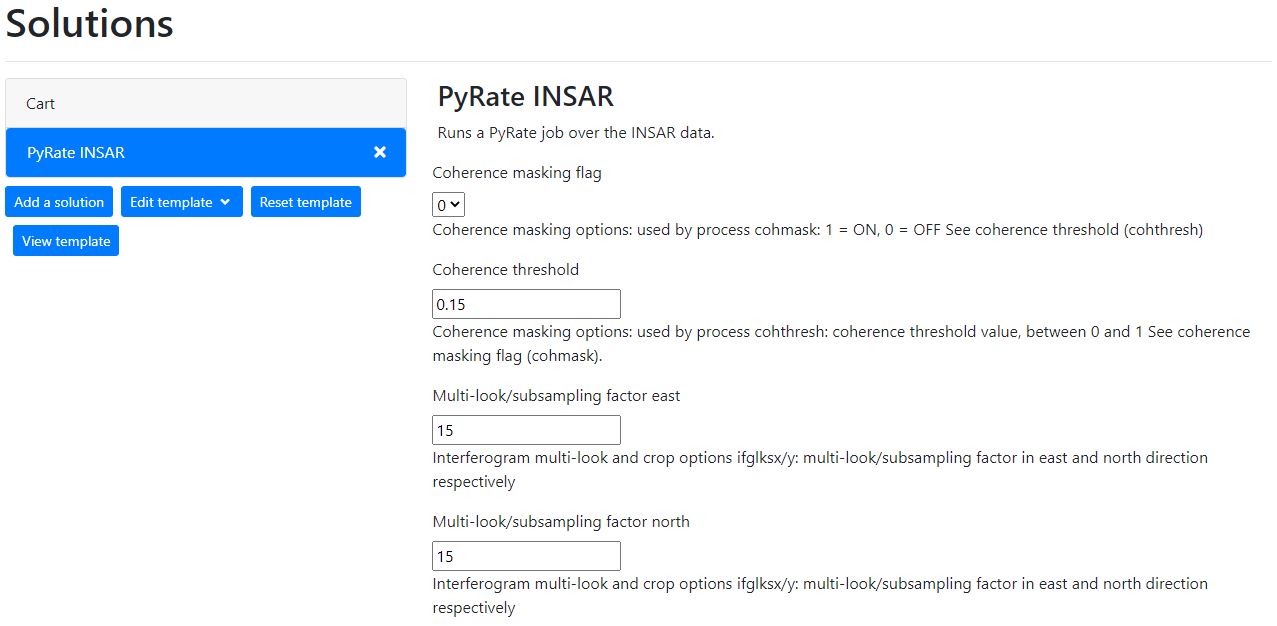 Solutions
Cart
PyRate INSAR
Add a solution
Edit template
Reset template
View template
PyRate INSAR
Runs a PyRate job over the INSAR data.
Coherence masking flag
0
Coherence masking options: used by process cohmask: 1 = ON, 0 = OFF See coherence threshold (cohthresh)
Coherence threshold
0.15
Coherence masking options: used by process cohthresh: coherence threshold value, between 0 and 1 See coherence
masking flag (cohmask).
Multi-look/subsampling factor east
15
Interferogram multi-look and crop options ifglksx/y: multi-look/subsampling factor in east and north direction
respectively
Multi-look/subsampling factor north
15
Interferogram multi-look and crop options ifglksx/y: multi-look/subsampling factor in east and north direction
respectively